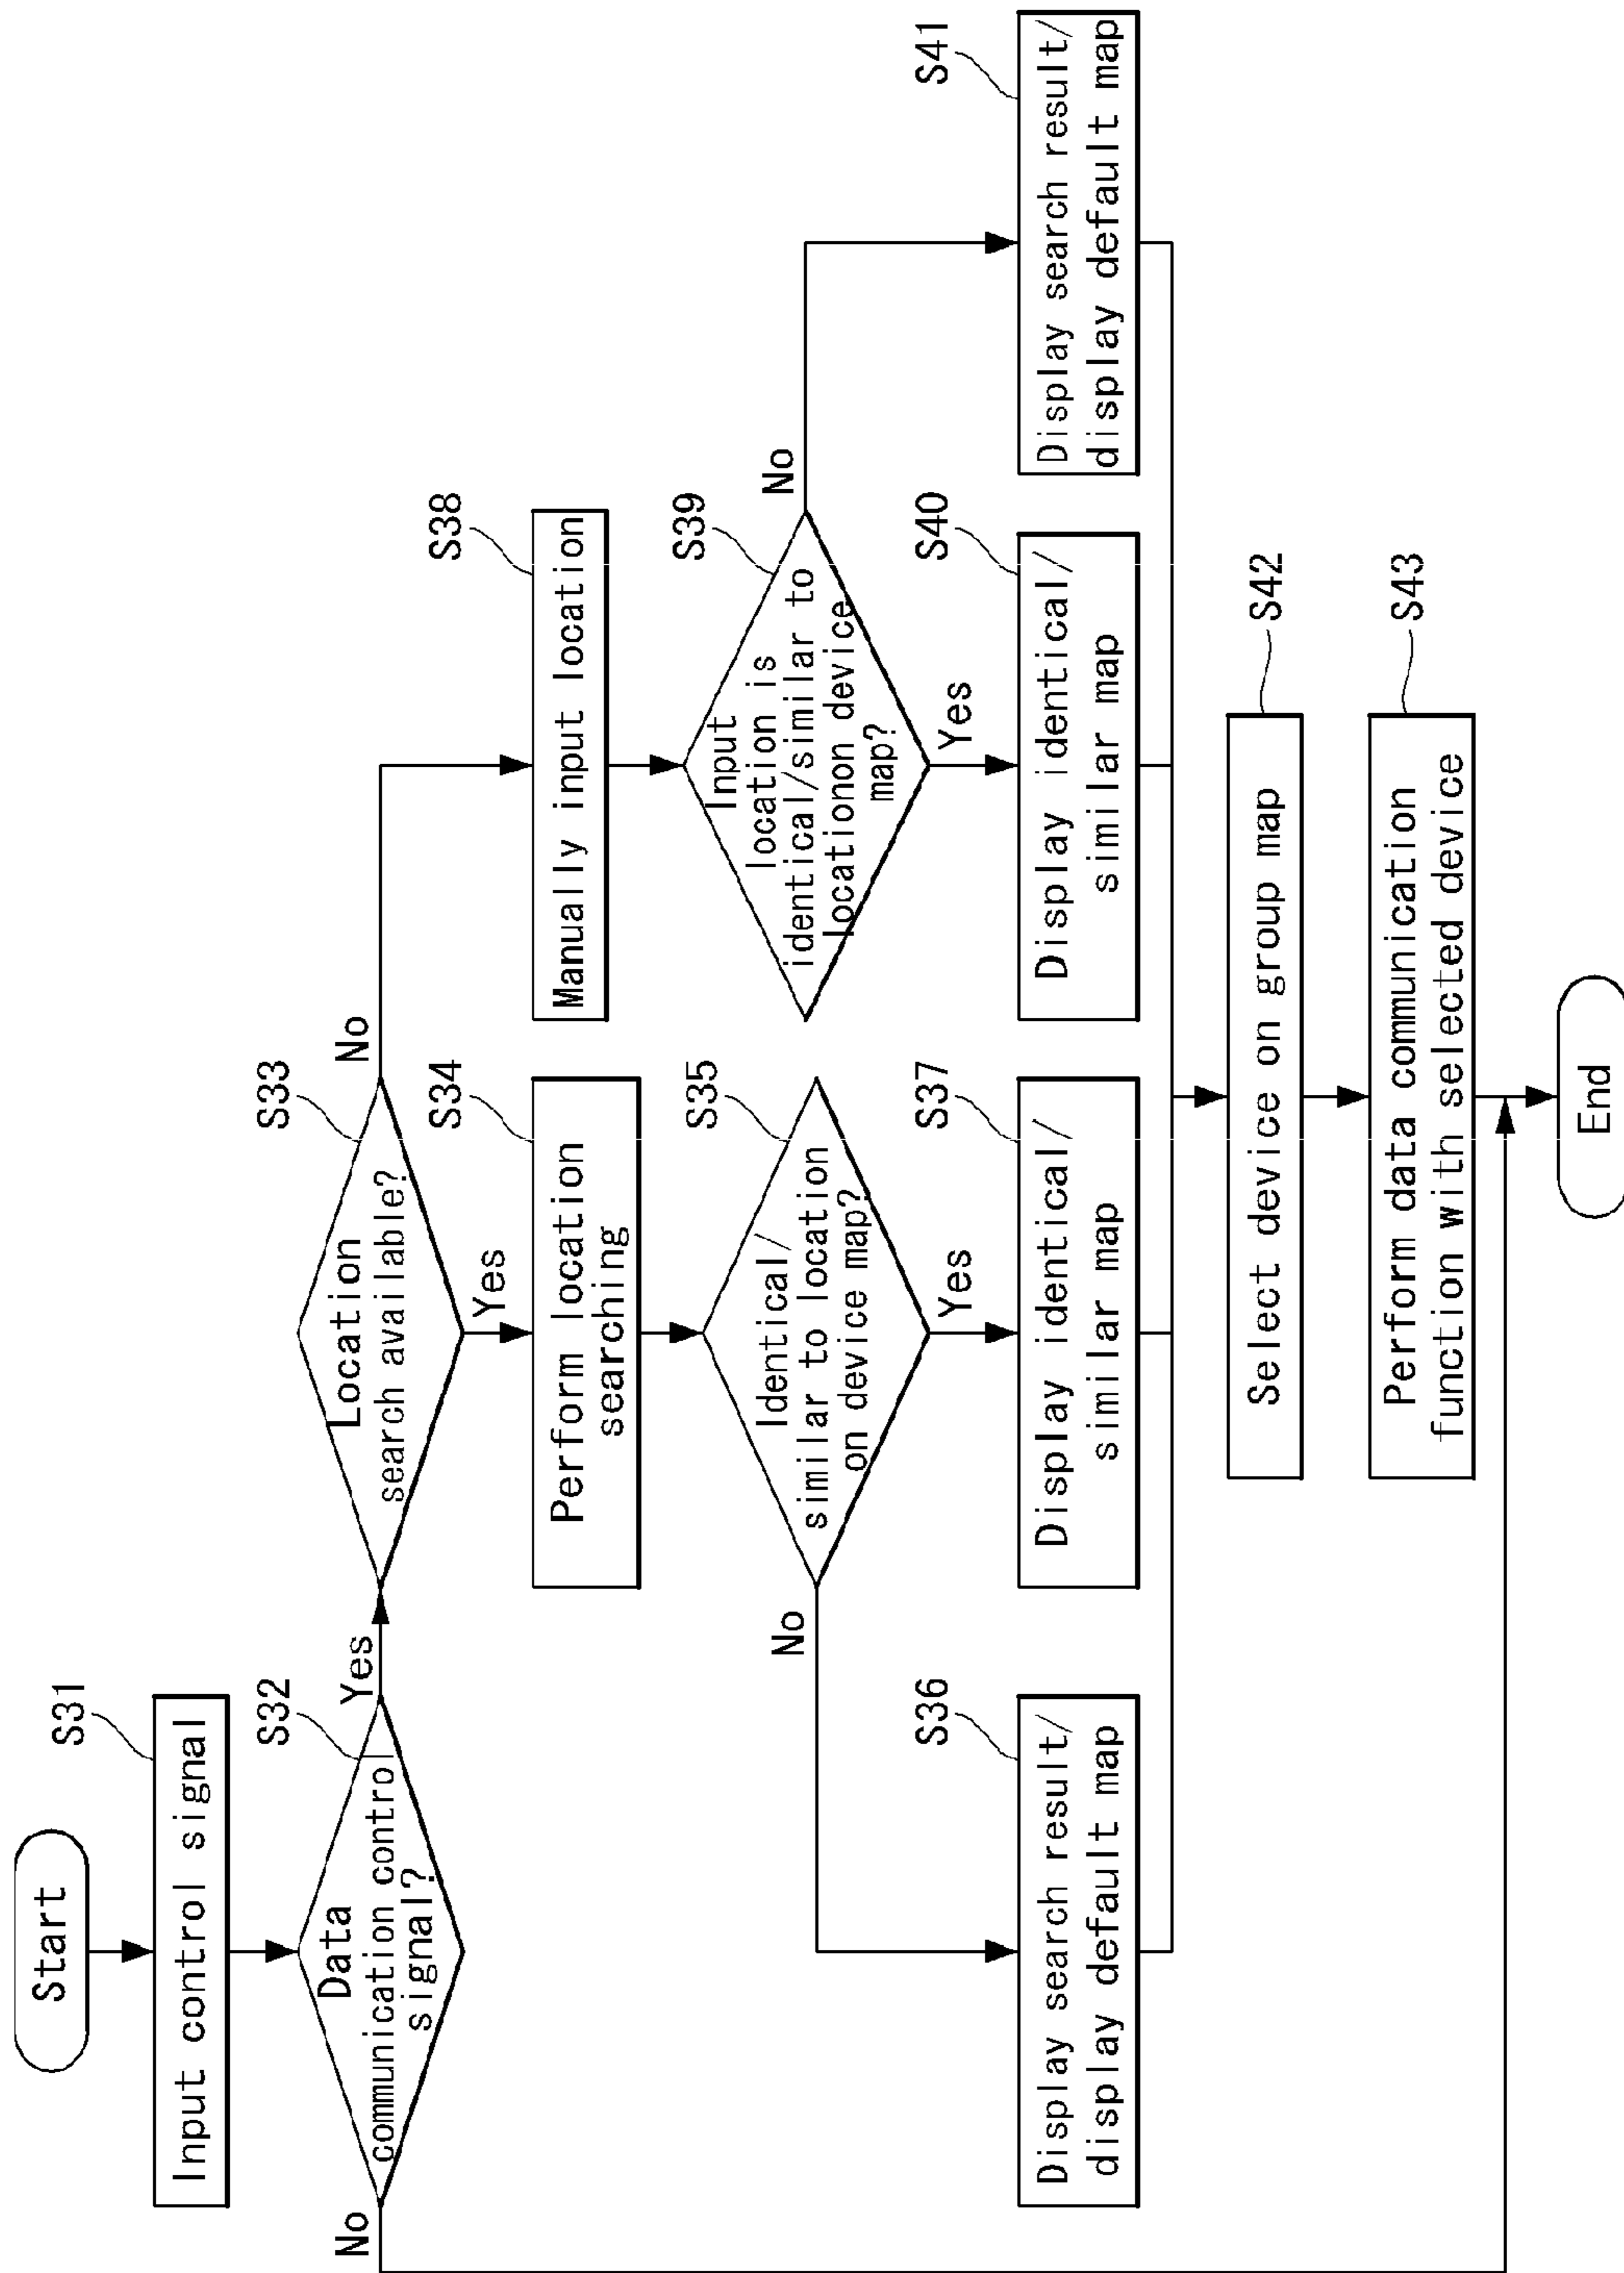 Start
S31
Input control signal
S32
Data
communication control
signal?
No
Yes
S33
Location
search available?
No
Yes
S34
Perform location
searching
S38
Manually input location
S35
Identical/
similar to location
on device map?
No
Yes
S39
Input
location is
identical/similar to
locationon device
map?
No
Yes
S36
Display search result/
display default map
S37
Display identical/
similar map
S40
Display identical/
similar map
S41
Display search result/
display default map
S42
Select device on group map
S43
Perform data communication
function with selected device
End